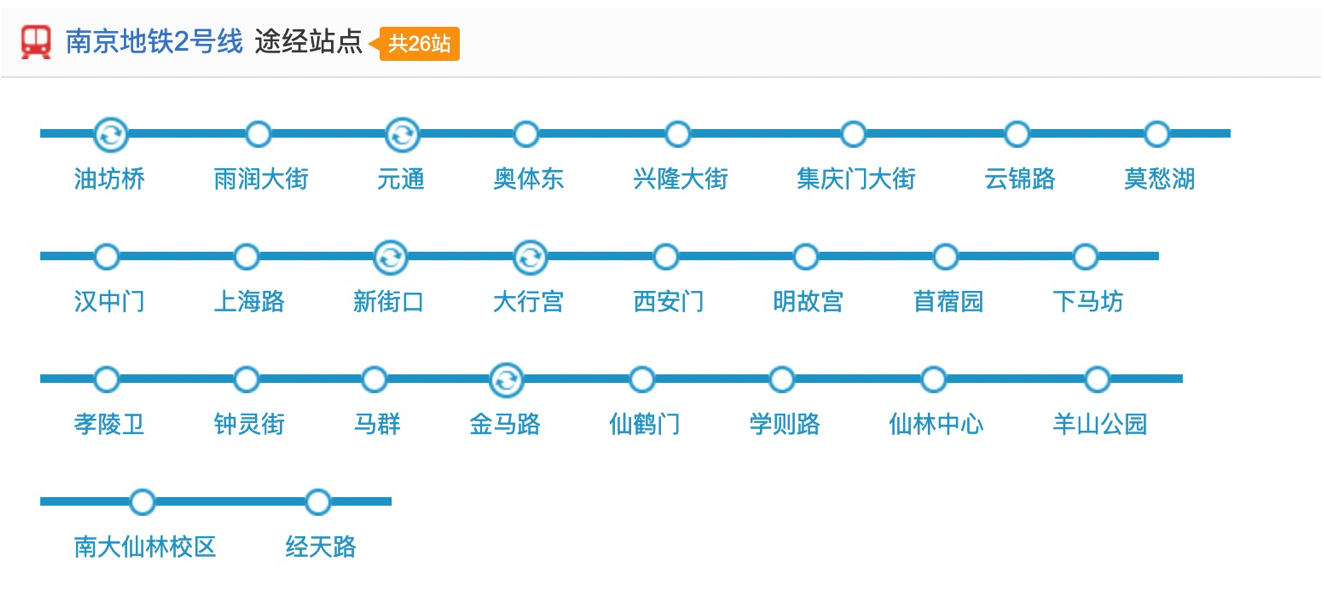 南京地铁2号线 途经站点 共26站
油坊桥 雨润大街 元通 奥体东 兴隆大街 集庆门大街 云锦路 莫愁湖
汉中门 上海路 新街口 大行宫 西安门 明故宫 苜蓿园 下马坊
孝陵卫 钟灵街 马群 金马路 仙鹤门 学则路 仙林中心 羊山公园
南大仙林校区 经天路